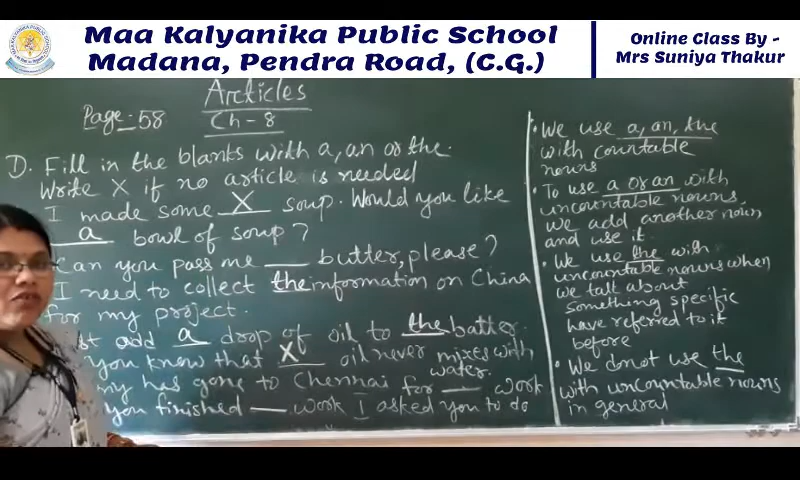 Maa Kalyanika Public School
Madana, Pendra Road, (C.G.)
Online Class By -
Mrs Suniya Thakur
Articles
Page-58
Ch-8
D. Fill in the blanks with a, an or the.
Write X if no article is needed
I made some X soup. Would you like
a bowl of soup?
Can you pass me ___ butter, please?
I need to collect the information on China
for my project.
st add a drop of oil to the batter.
you know that X oil never mixes with
water.
my has gone to Chennai for ___ work
you finished ___ work I asked you to do
• We use a, an, the
with countable
nouns
• To use a or an with
uncountable nouns,
we add another noun
and use it.
• We use the with
uncountable nouns when
we talk about
something specific
have referred to it
before
• We donot use the
with uncountable nouns
in general